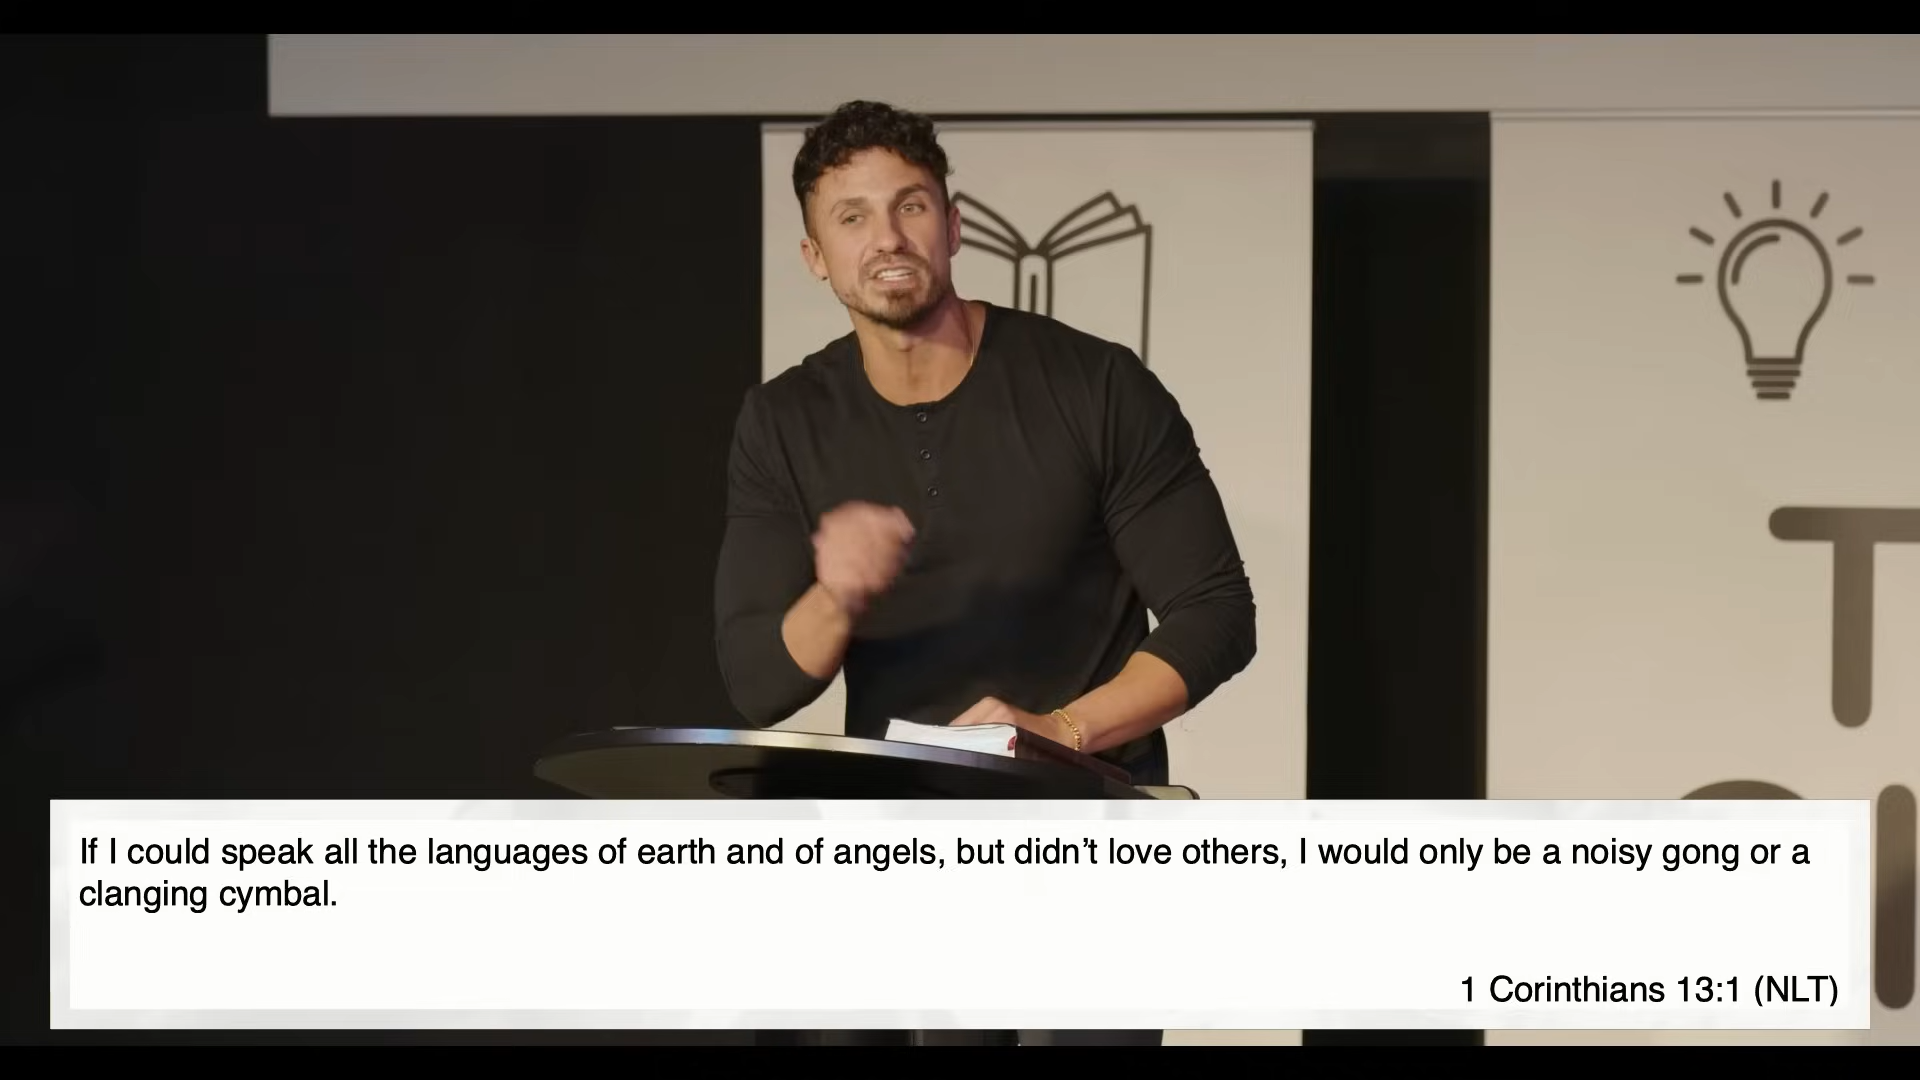 If I could speak all the languages of earth and of angels, but didn’t love others, I would only be a noisy gong or a
clanging cymbal.
1 Corinthians 13:1 (NLT)
T